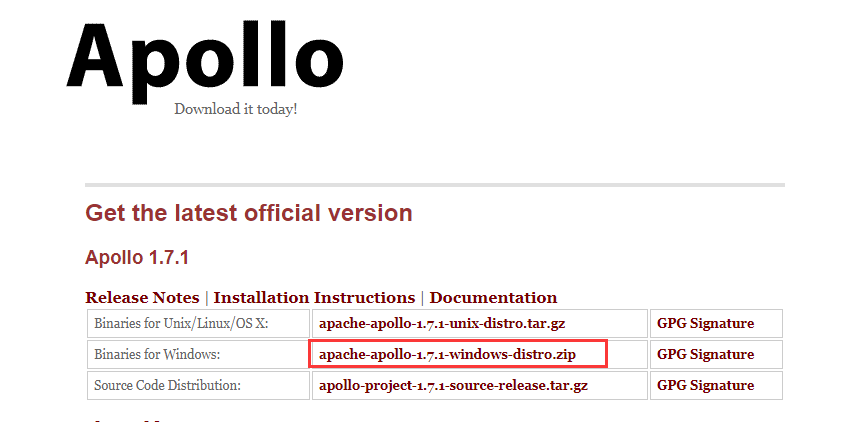 Apollo
Download it today!
Get the latest official version
Apollo 1.7.1
Release Notes | Installation Instructions | Documentation
Binaries for Unix/Linux/OS X: apache-apollo-1.7.1-unix-distro.tar.gz GPG Signature
Binaries for Windows: apache-apollo-1.7.1-windows-distro.zip GPG Signature
Source Code Distribution: apollo-project-1.7.1-source-release.tar.gz GPG Signature